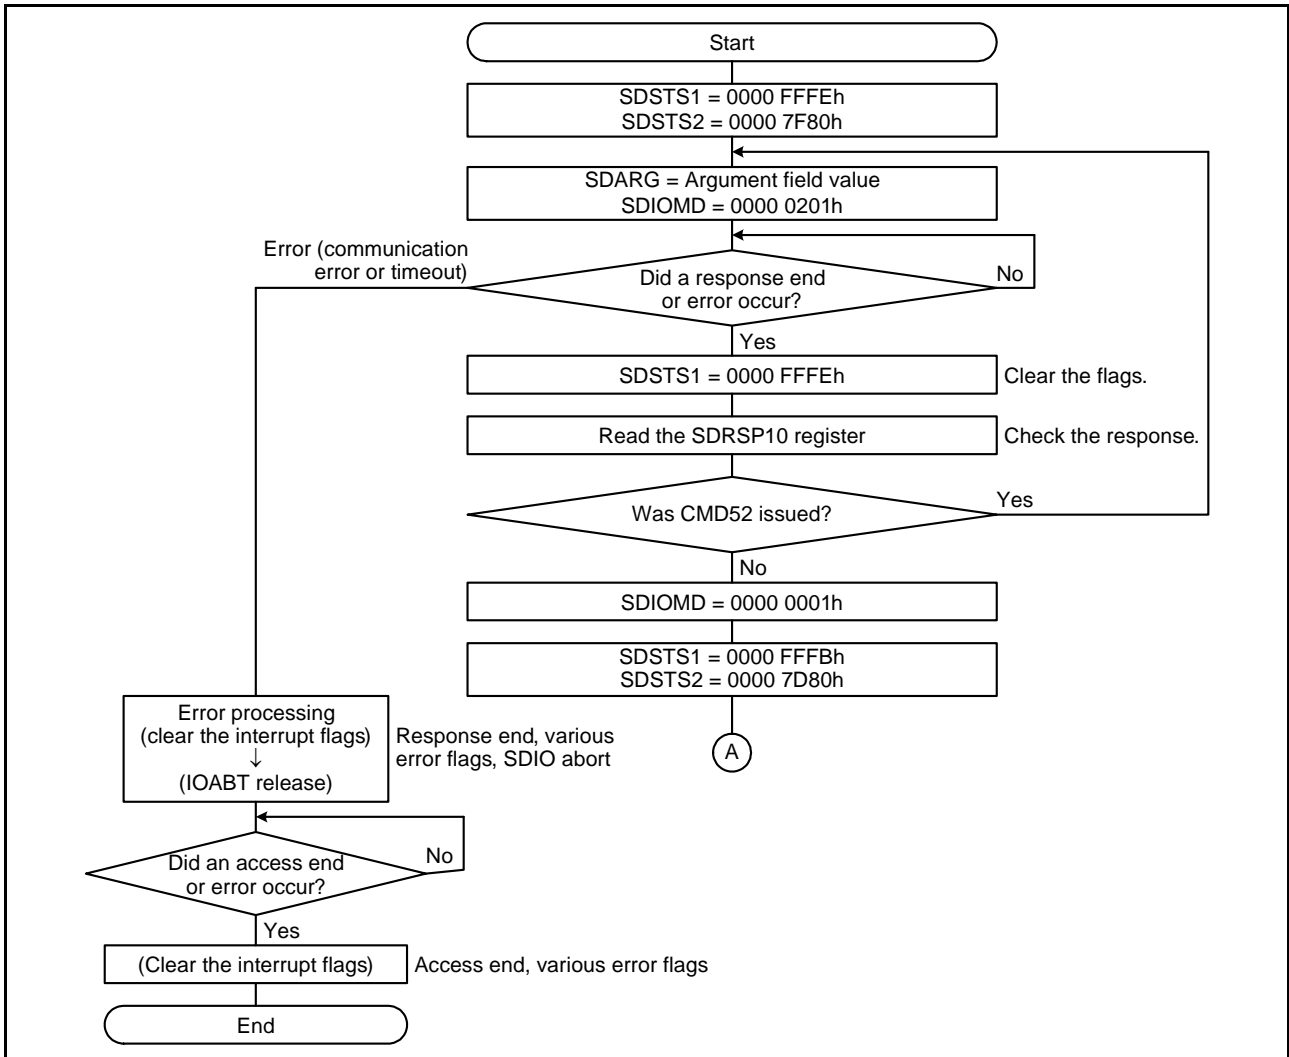 Start
SDSTS1 = 0000 FFFEh
SDSTS2 = 0000 7F80h
SDARG = Argument field value
SDIOMD = 0000 0201h
Error (communication
error or timeout)
Did a response end
or error occur?
No
Yes
SDSTS1 = 0000 FFFEh
Clear the flags.
Read the SDRSP10 register
Check the response.
Was CMD52 issued?
Yes
No
SDIOMD = 0000 0001h
SDSTS1 = 0000 FFFBh
SDSTS2 = 0000 7D80h
A
Error processing
(clear the interrupt flags)
↓
(IOABT release)
Response end, various
error flags, SDIO abort
Did an access end
or error occur?
No
Yes
(Clear the interrupt flags)
Access end, various error flags
End